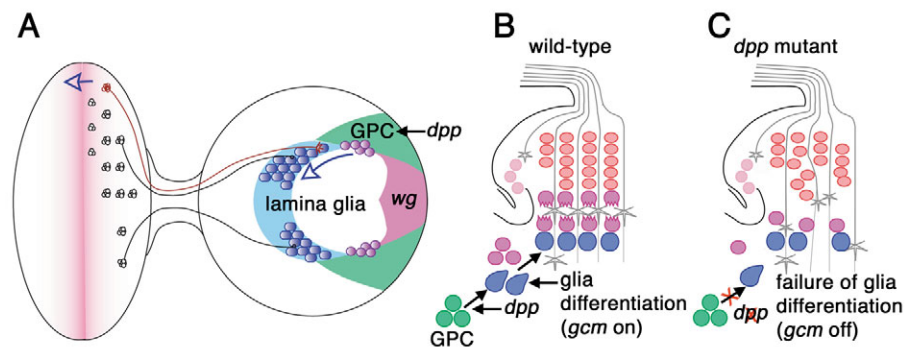 A
GPC
dpp
lamina glia
wg
B
wild-type
glia
differentiation
(gcm on)
dpp
GPC
C
dpp mutant
dpp
failure of glia
differentiation
(gcm off)